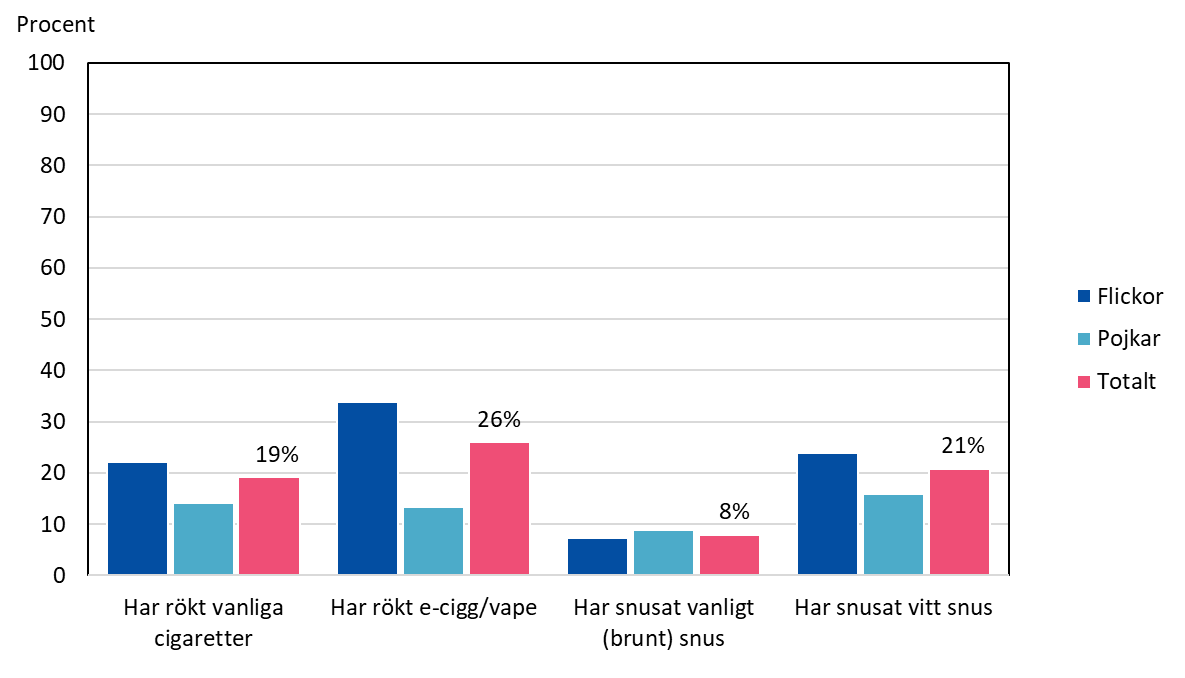 Procent
100
90
80
70
60
50
40
30
20
10
0
19%
26%
8%
21%
Har rökt vanliga
cigaretter
Har rökt e-cigg/vape
Har snusat vanligt
(brunt) snus
Har snusat vitt snus
Flickor
Pojkar
Totalt